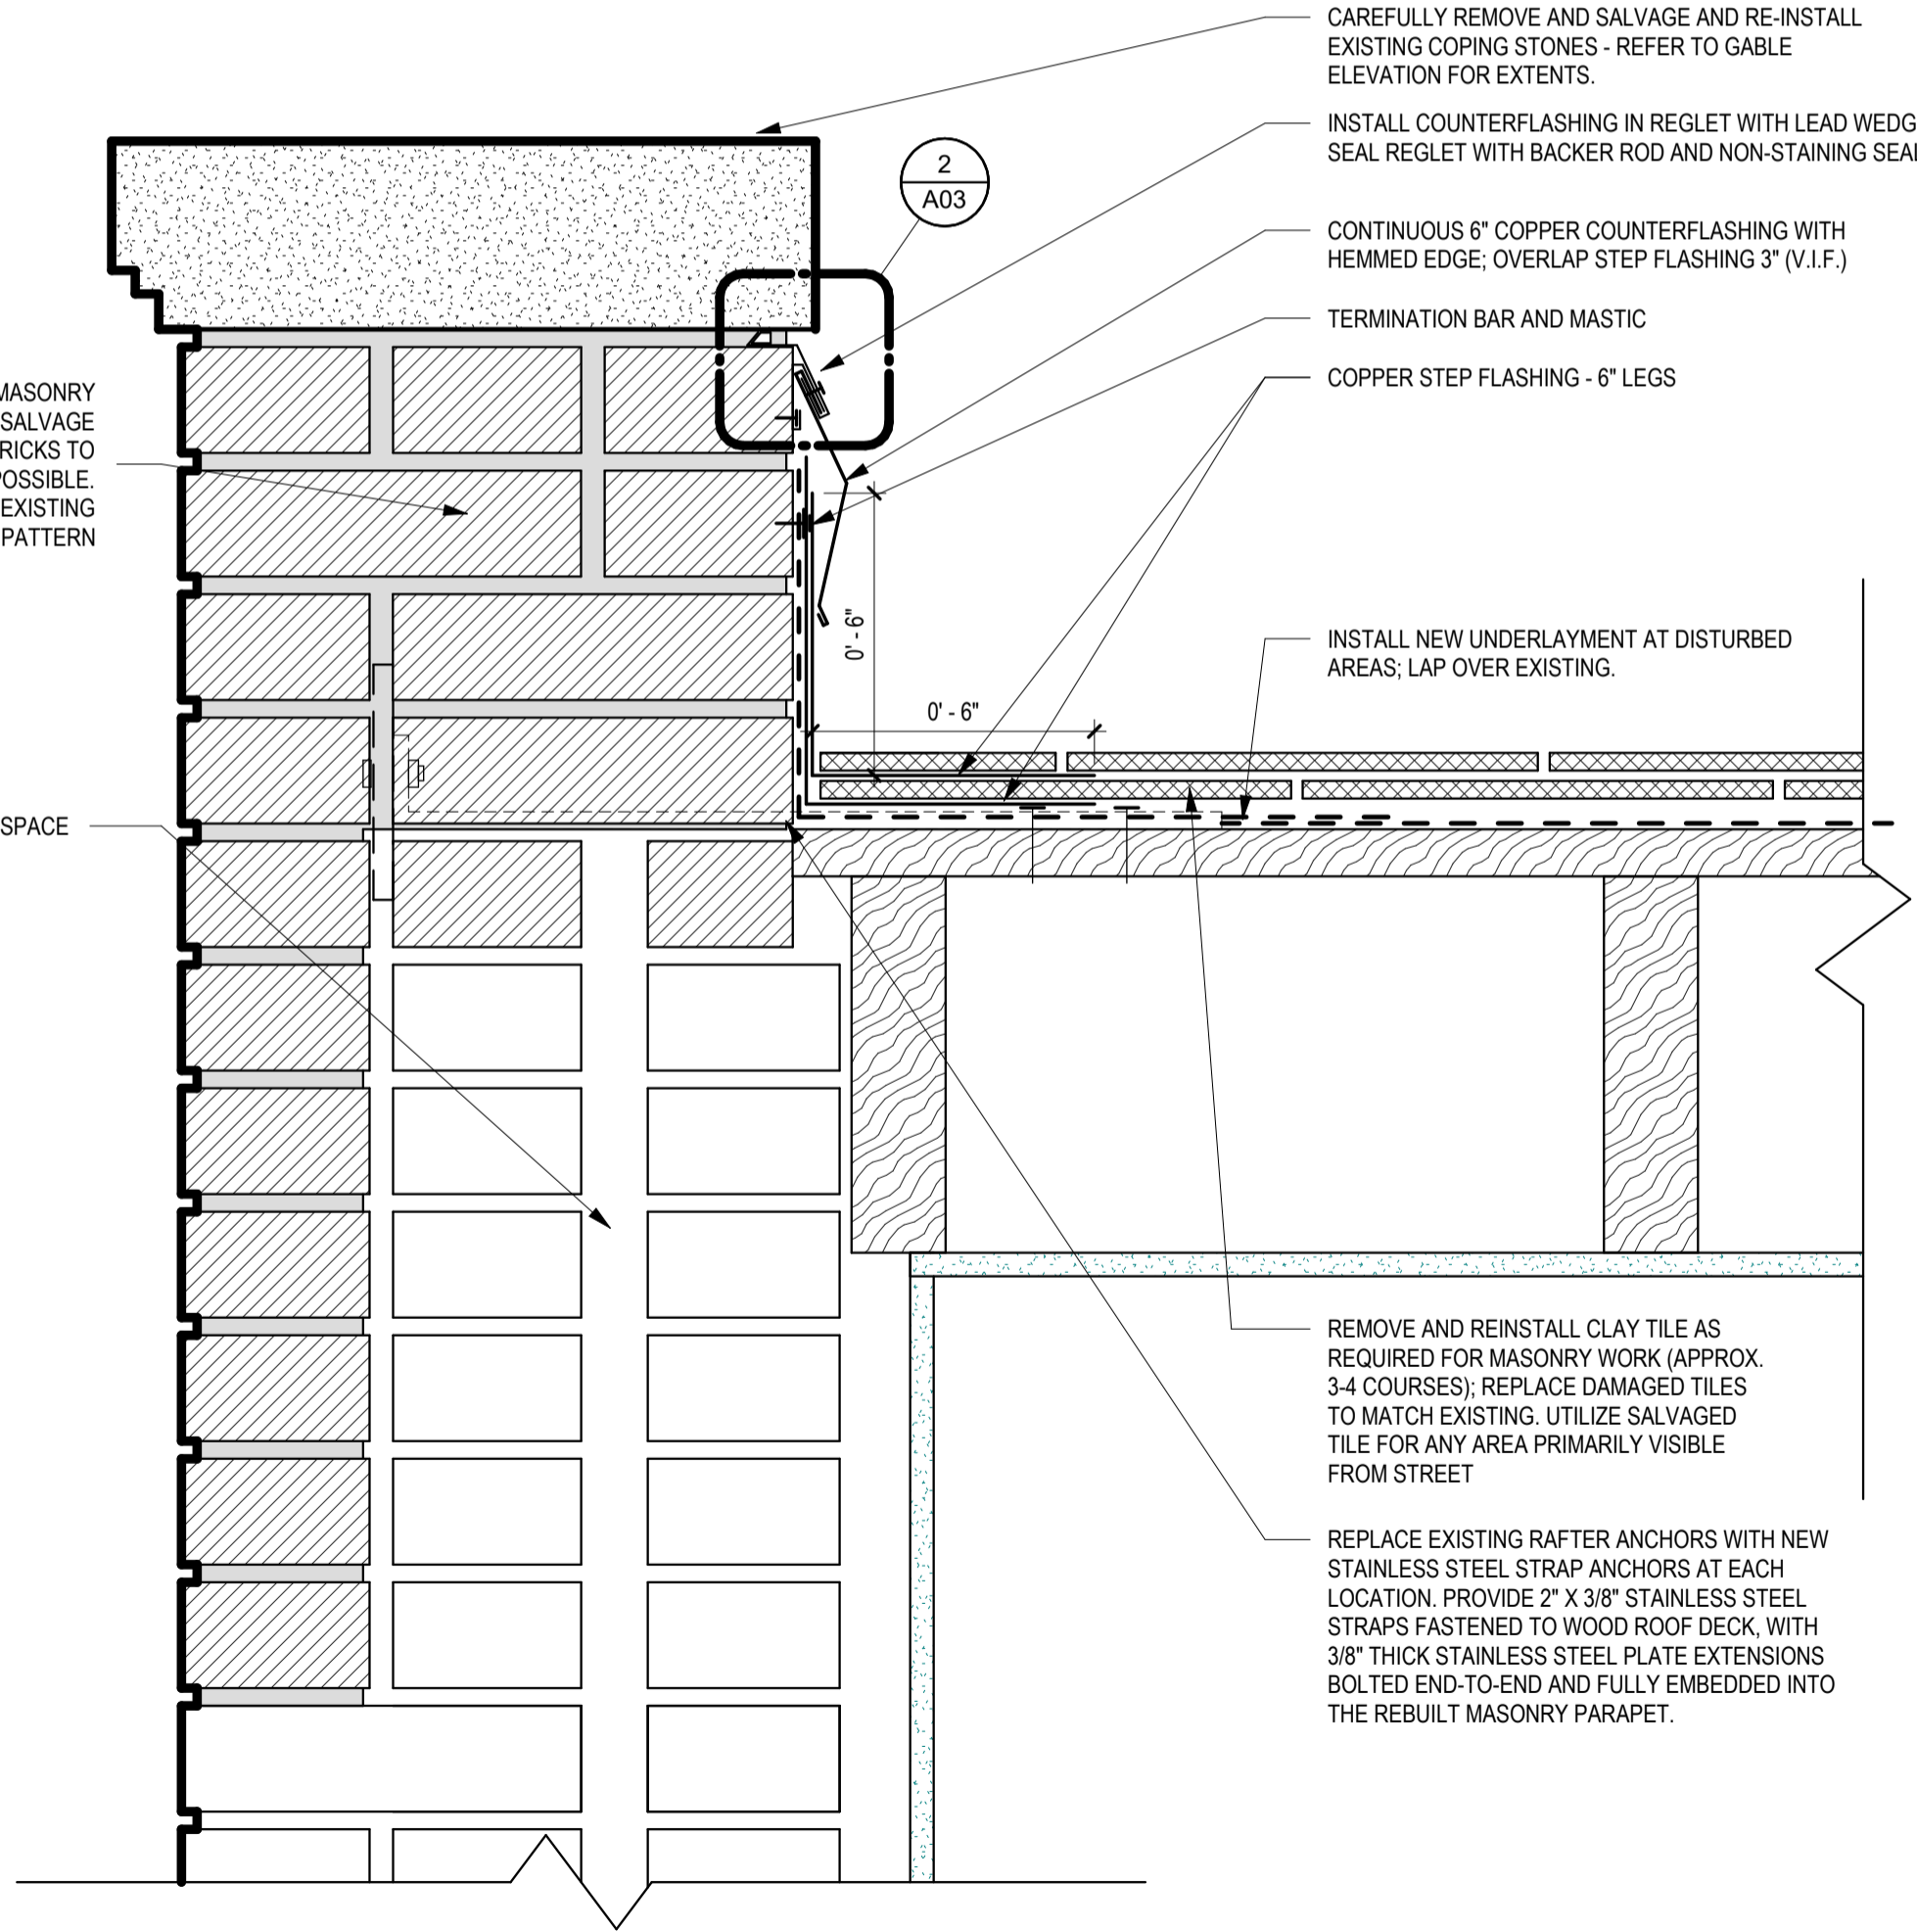 CAREFULLY REMOVE AND SALVAGE AND RE-INSTALL
EXISTING COPING STONES - REFER TO GABLE
ELEVATION FOR EXTENTS.
INSTALL COUNTERFLASHING IN REGLET WITH LEAD WEDG
SEAL REGLET WITH BACKER ROD AND NON-STAINING
2
A03
CONTINUOUS 6" COPPER COUNTERFLASHING WITH
HEMMED EDGE; OVERLAP STEP FLASHING 3" (V.I.F.)
TERMINATION BAR AND MASTIC
COPPER STEP FLASHING - 6" LEGS
MASONRY
SALVAGE
RICKS TO
POSSIBLE.
EXISTING
PATTERN
0' - 6"
0' - 6"
INSTALL NEW UNDERLAYMENT AT DISTURBED
AREAS; LAP OVER EXISTING.
SPACE
REMOVE AND REINSTALL CLAY TILE AS
REQUIRED FOR MASONRY WORK (APPROX.
3-4 COURSES); REPLACE DAMAGED TILES
TO MATCH EXISTING. UTILIZE SALVAGED
TILE FOR ANY AREA PRIMARILY VISIBLE
FROM STREET
REPLACE EXISTING RAFTER ANCHORS WITH NEW
STAINLESS STEEL STRAP ANCHORS AT EACH
LOCATION. PROVIDE 2" X 3/8" STAINLESS STEEL
STRAPS FASTENED TO WOOD ROOF DECK, WITH
3/8" THICK STAINLESS STEEL PLATE EXTENSIONS
BOLTED END-TO-END AND FULLY EMBEDDED INTO
THE REBUILT MASONRY PARAPET.